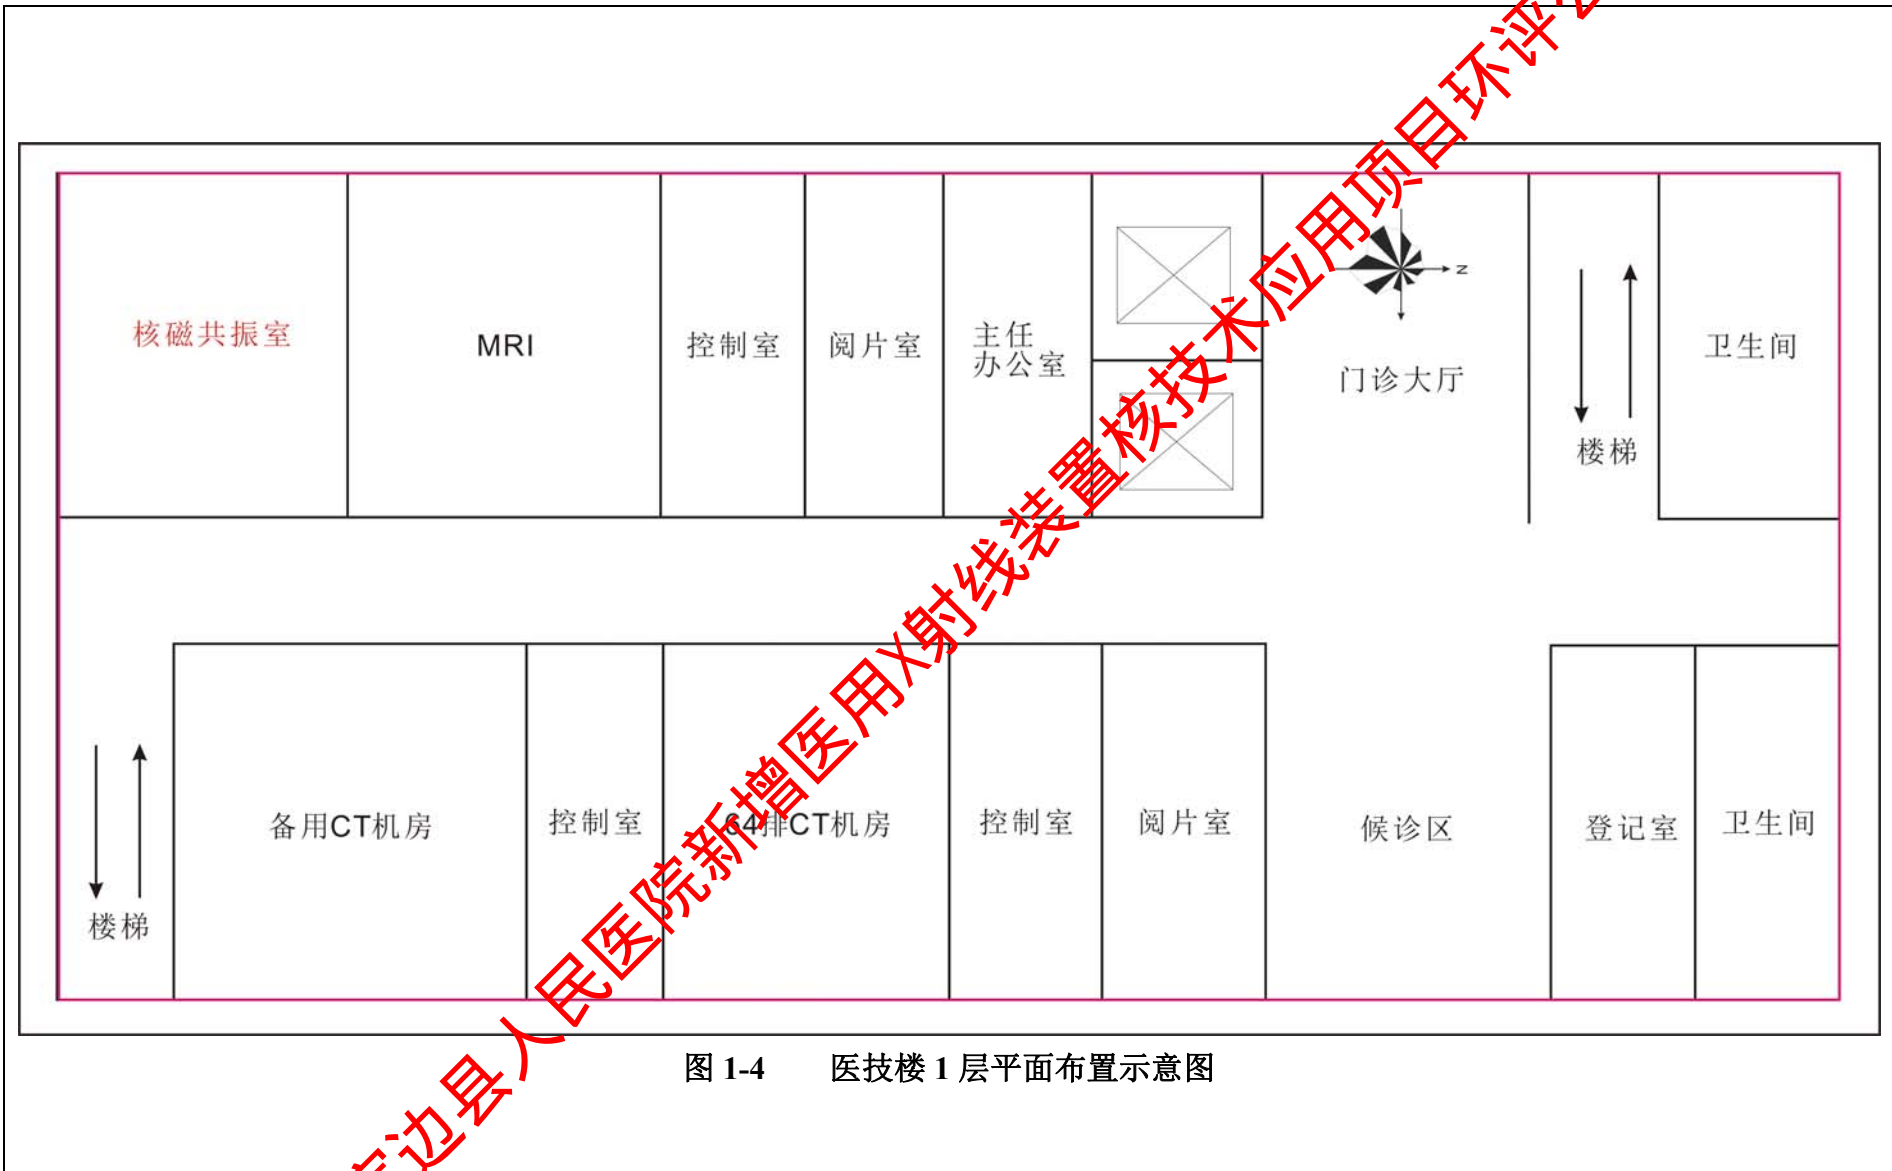 核磁共振室
MRI
控制室
阅片室
主任
办公室
N
门诊大厅
楼梯
卫生间
楼梯
备用CT机房
控制室
64排CT机房
控制室
阅片室
候诊区
登记室
卫生间
边县人民医院新增医用X射线装置核技术应用项目环评
图 1-4 医技楼 1 层平面布置示意图